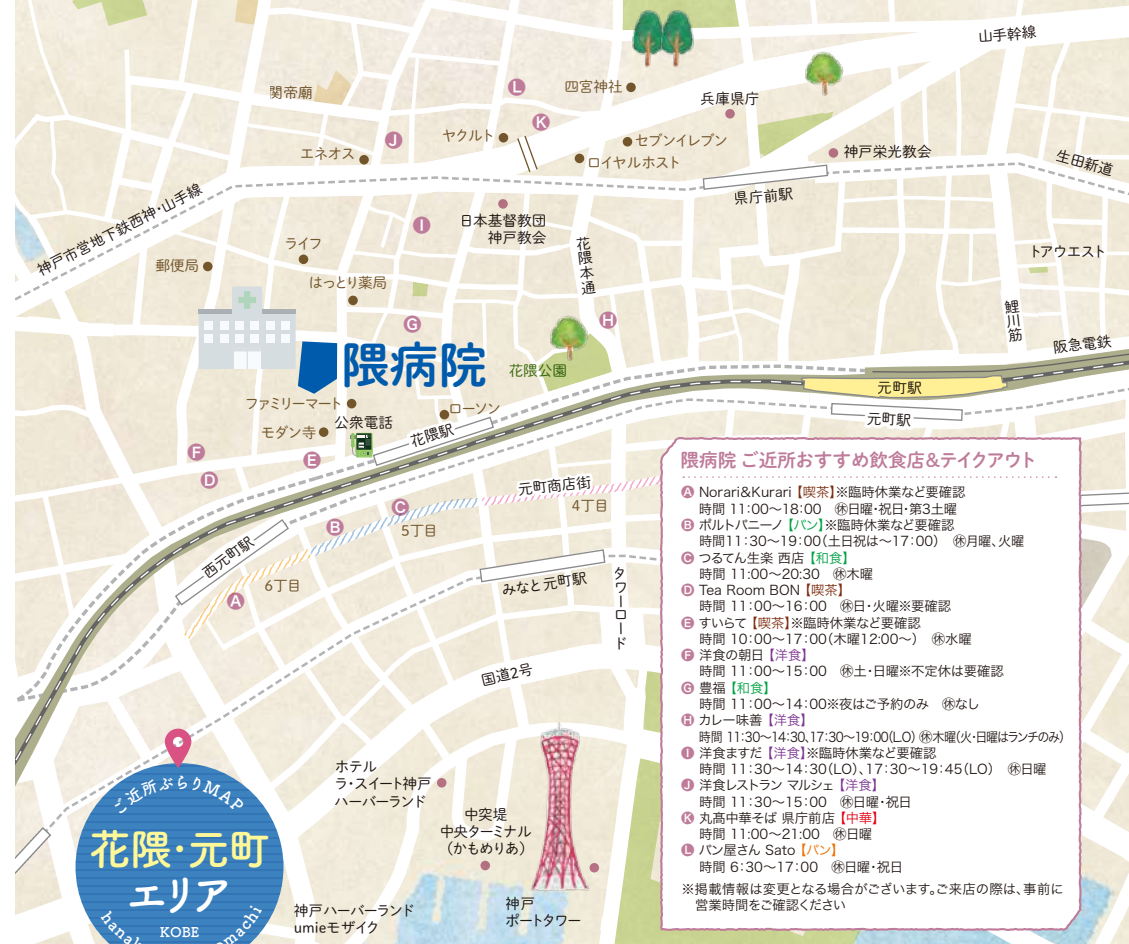 山手幹線
四宮神社
関帝廟
兵庫県庁
L
K
ヤクルト
J
セブンイレブン
エネオス
ロイヤルホスト
神戸栄光教会
生田新道
県庁前駅
神戸市営地下鉄西神・山手線
日本基督教団
神戸教会
I
ライフ
花隈本通
トアウエスト
郵便局
はっとり薬局
鯉川筋
G
H
阪急電鉄
隈病院
花隈公園
元町駅
ファミリーマート
ローソン
元町駅
公衆電話
モダン寺
花隈駅
F
E
D
元町商店街
4丁目
C
5丁目
B
西元町駅
6丁目
A
みなと元町駅
タワーロード
国道2号
ホテル
ラ・スイート神戸
ハーバーランド
中突堤
中央ターミナル
(かもめりあ)
神戸
ポートタワー
神戸ハーバーランド
umieモザイク
ご近所ぶらりMAP
花隈・元町
エリア
KOBE
隈病院 ご近所おすすめ飲食店&テイクアウト
A Norari&Kurari【喫茶】※臨時休業など要確認
時間 11:00〜18:00 ㊡日曜・祝日・第3土曜
B ポルトパニーノ【パン】※臨時休業など要確認
時間11:30〜19:00(土日祝は〜17:00) ㊡月曜、火曜
C つるてん生楽 西店【和食】
時間 11:00〜20:30 ㊡木曜
D Tea Room BON【喫茶】
時間 11:00〜16:00 ㊡日・火曜※要確認
E すいらて【喫茶】※臨時休業など要確認
時間 10:00〜17:00(木曜12:00〜) ㊡水曜
F 洋食の朝日【洋食】
時間 11:00〜15:00 ㊡土・日曜※不定休は要確認
G 豊福【和食】
時間 11:00〜14:00※夜はご予約のみ ㊡なし
H カレー味善【洋食】
時間 11:30〜14:30、17:30〜19:00(LO) ㊡木曜(火・日曜はランチのみ)
I 洋食ますだ【洋食】※臨時休業など要確認
時間 11:30〜14:30(LO)、17:30〜19:45(LO) ㊡日曜
J 洋食レストラン マルシェ【洋食】
時間 11:30〜15:00 ㊡日曜・祝日
K 丸髙中華そば 県庁前店【中華】
時間 11:00〜21:00 ㊡日曜
L パン屋さん Sato【パン】
時間 6:30〜17:00 ㊡日曜・祝日
※掲載情報は変更となる場合がございます。ご来店の際は、事前に
営業時間をご確認ください